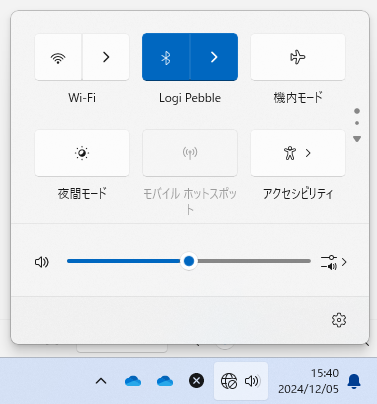 Wi-Fi
Logi Pebble
機内モード
夜間モード
モバイル ホットスポッ
ト
アクセシビリティ
15:40
2024/12/05